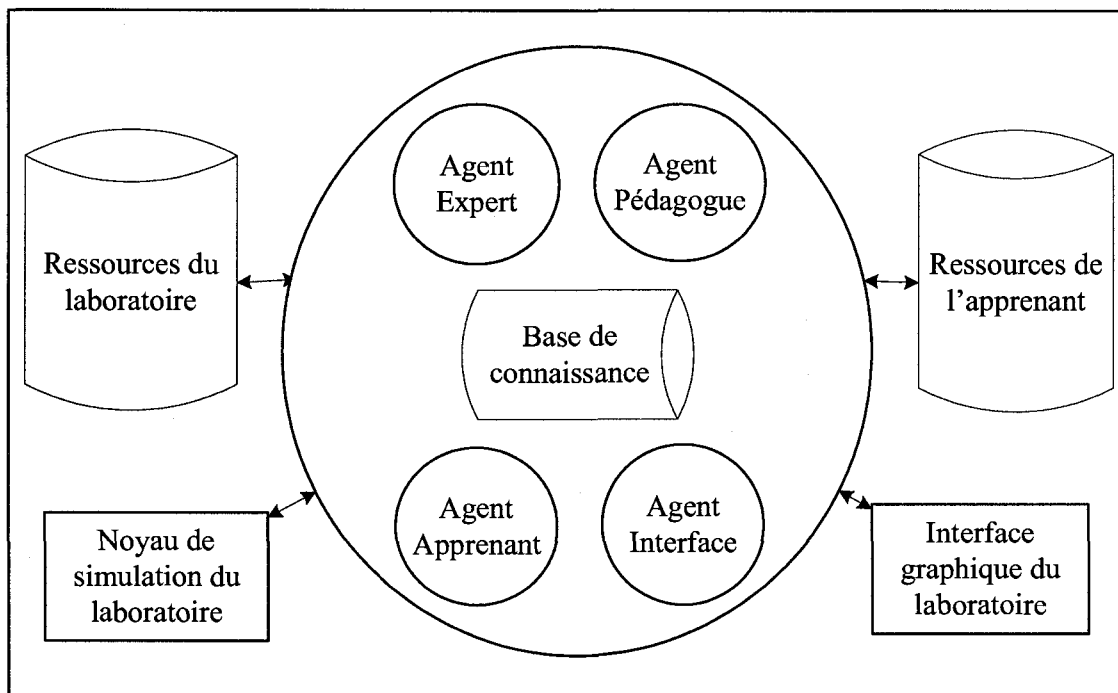 Agent
Expert
Agent
Pédagogue
Ressources du
laboratoire
Ressources de
l'apprenant
Base de
connaissance
Agent
Apprenant
Agent
Interface
Noyau de
simulation du
laboratoire
Interface
graphique du
laboratoire